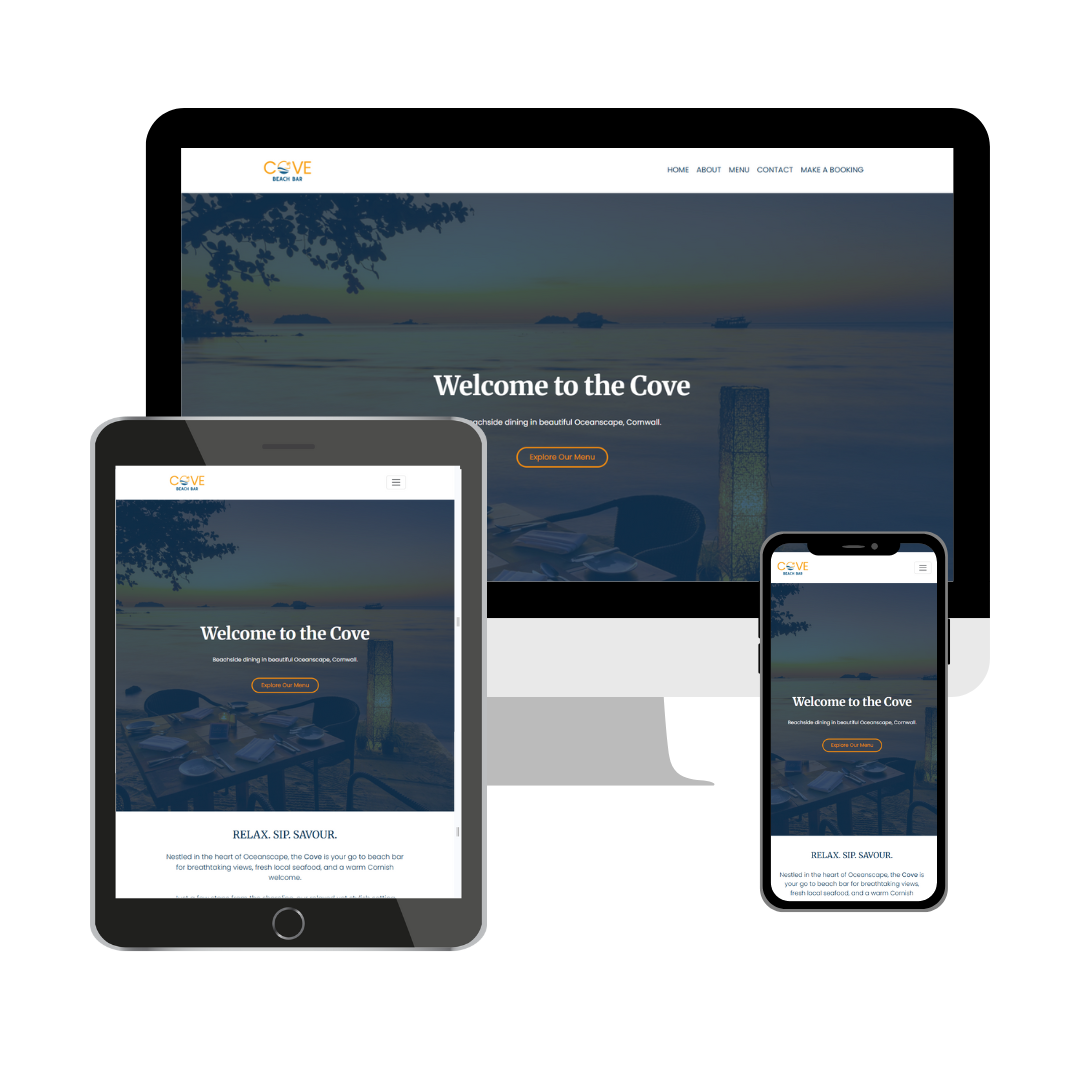 COVE
BEACH BAR
HOME ABOUT MENU CONTACT MAKE A BOOKING
Welcome to the Cove
dining in beautiful Oceanscape, Cornwall.
Explore Our Menu
COVE
BEACH BAR
Welcome to the Cove
Beachside dining in beautiful Oceanscape, Cornwall.
Explore Our Menu
RELAX. SIP. SAVOUR.
Nestled in the heart of Oceanscape, the Cove is your go to beach bar
for breathtaking views, fresh local seafood, and a warm Cornish
welcome.
COVE
BEACH BAR
Welcome to the Cove
Beachside dining in beautiful Oceanscape, Cornwall.
Explore Our Menu
RELAX. SIP. SAVOUR.
Nestled in the heart of Oceanscape, the Cove is
your go to beach bar for breathtaking views,
fresh local seafood, and a warm Cornish